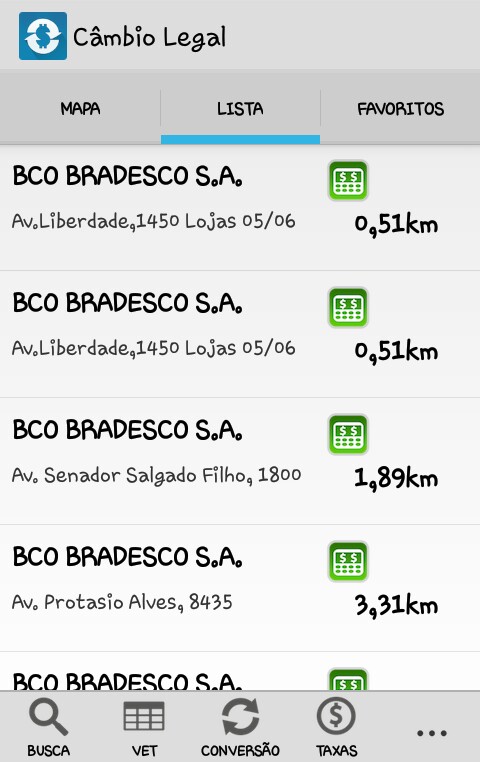 Câmbio Legal
MAPA
LISTA
FAVORITOS
BCO BRADESCO S.A.
Av.Liberdade,1450 Lojas 05/06
0,51km
BCO BRADESCO S.A.
Av.Liberdade,1450 Lojas 05/06
0,51km
BCO BRADESCO S.A.
Av. Senador Salgado Filho, 1800
1,89km
BCO BRADESCO S.A.
Av. Protasio Alves, 8435
3,31km
BCO BRADESCO S.A.
BUSCA
VET
CONVERSÃO
TAXAS
...